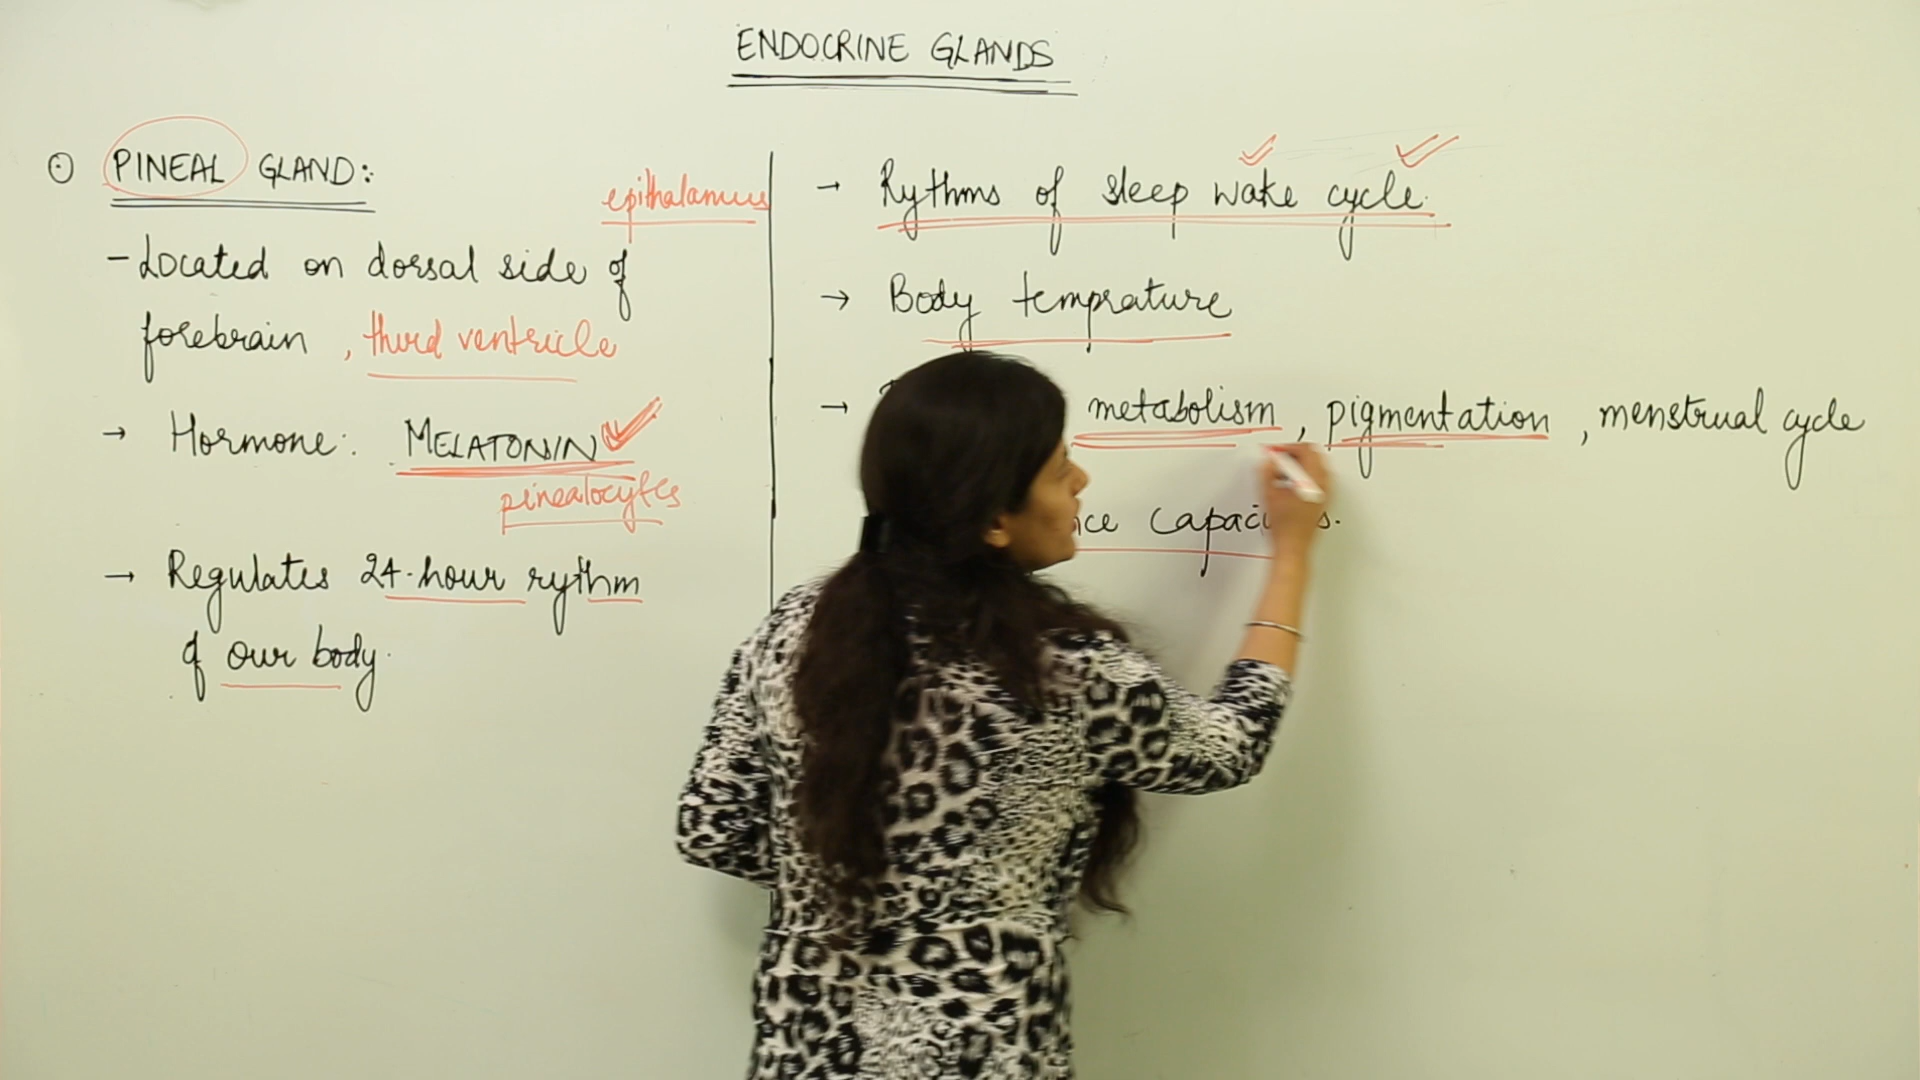 ENDOCRINE GLANDS
PINEAL GLAND:
epithalamus
- Located on dorsal side of
forebrain , third ventricle
→ Hormone: MELATONIN
pinealocytes
→ Regulates 24-hour rythm
of our body.
→ Rythms of sleep wake cycle.
→ Body temprature
→ metabolism , pigmentation , menstrual cycle